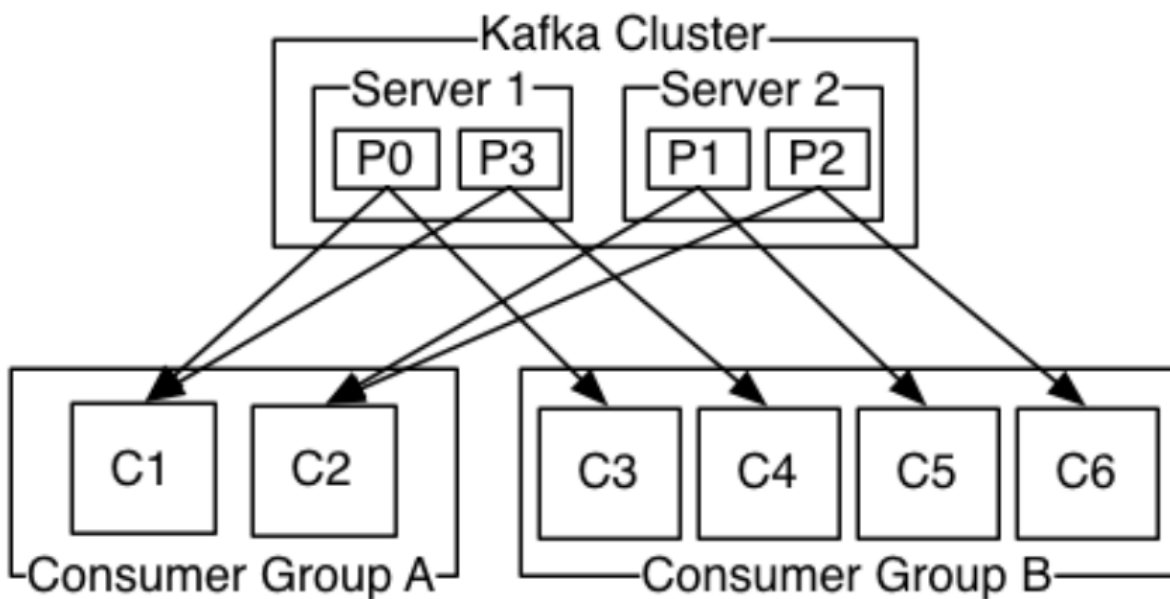 Kafka Cluster
Server 1 Server 2
P0 P3 P1 P2
C1 C2 C3 C4 C5 C6
Consumer Group A Consumer Group B